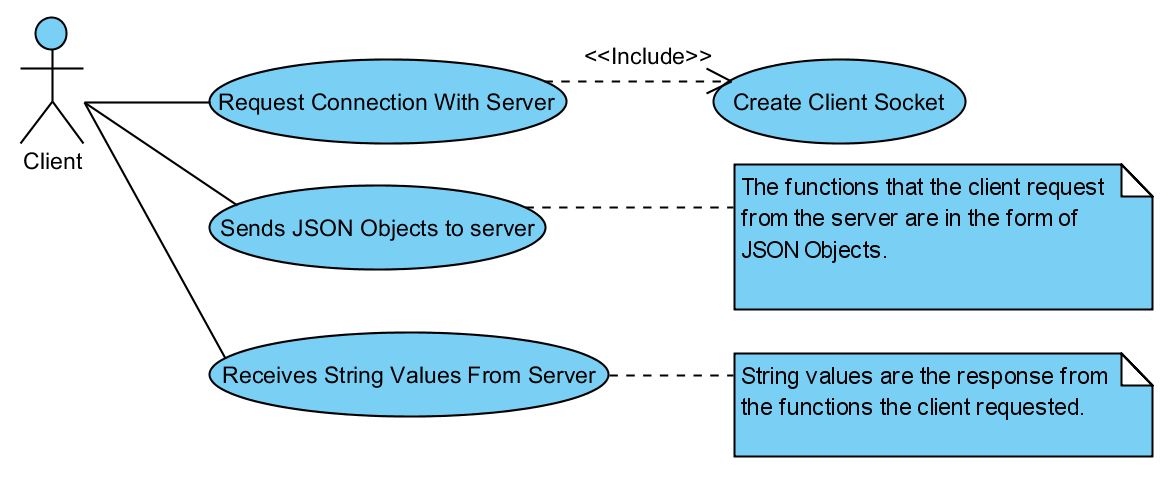 <<Include>>
Request Connection With Server
Create Client Socket
Client
The functions that the client request
from the server are in the form of
JSON Objects.
Sends JSON Objects to server
Receives String Values From Server
String values are the response from
the functions the client requested.